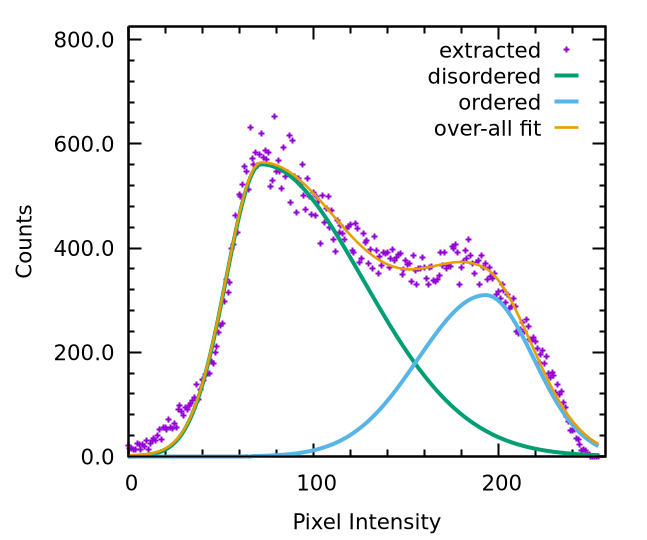 800.0
600.0
400.0
200.0
0.0
0
100
200
Counts
Pixel Intensity
extracted
disordered
ordered
over-all fit